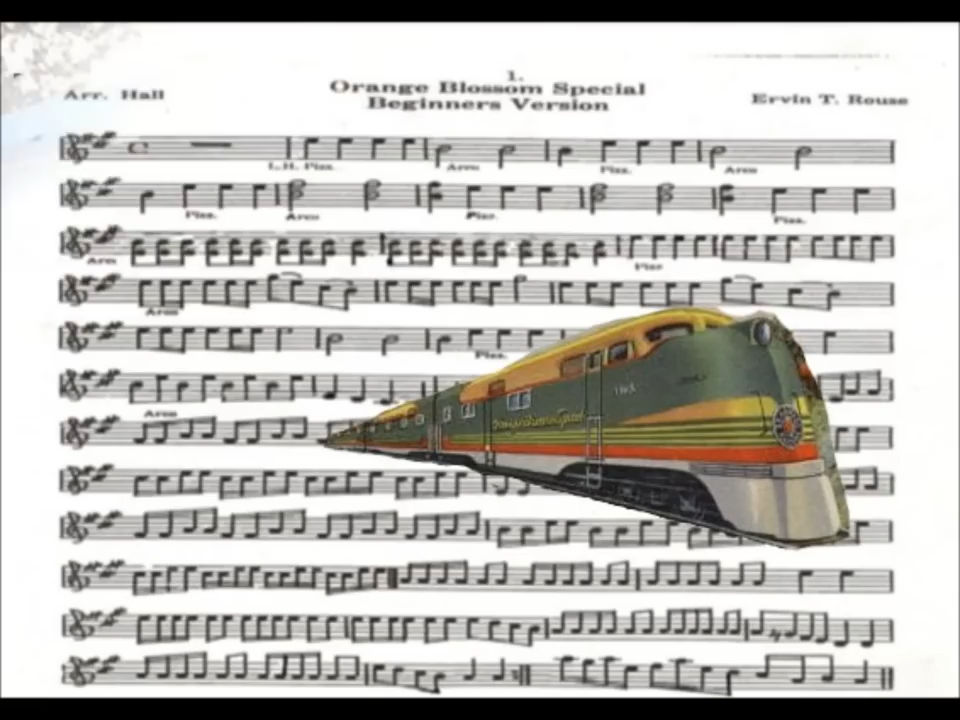 1.
Orange Blossom Special
Beginners Version
Arr. Hall
Ervin T. Rouse
C
L.H. Pizz.
Arco
Pizz.
Arco
Pizz.
Arco
Pizz.
Pizz.
Arco
Pizz
Arco
Pizz.
Arco